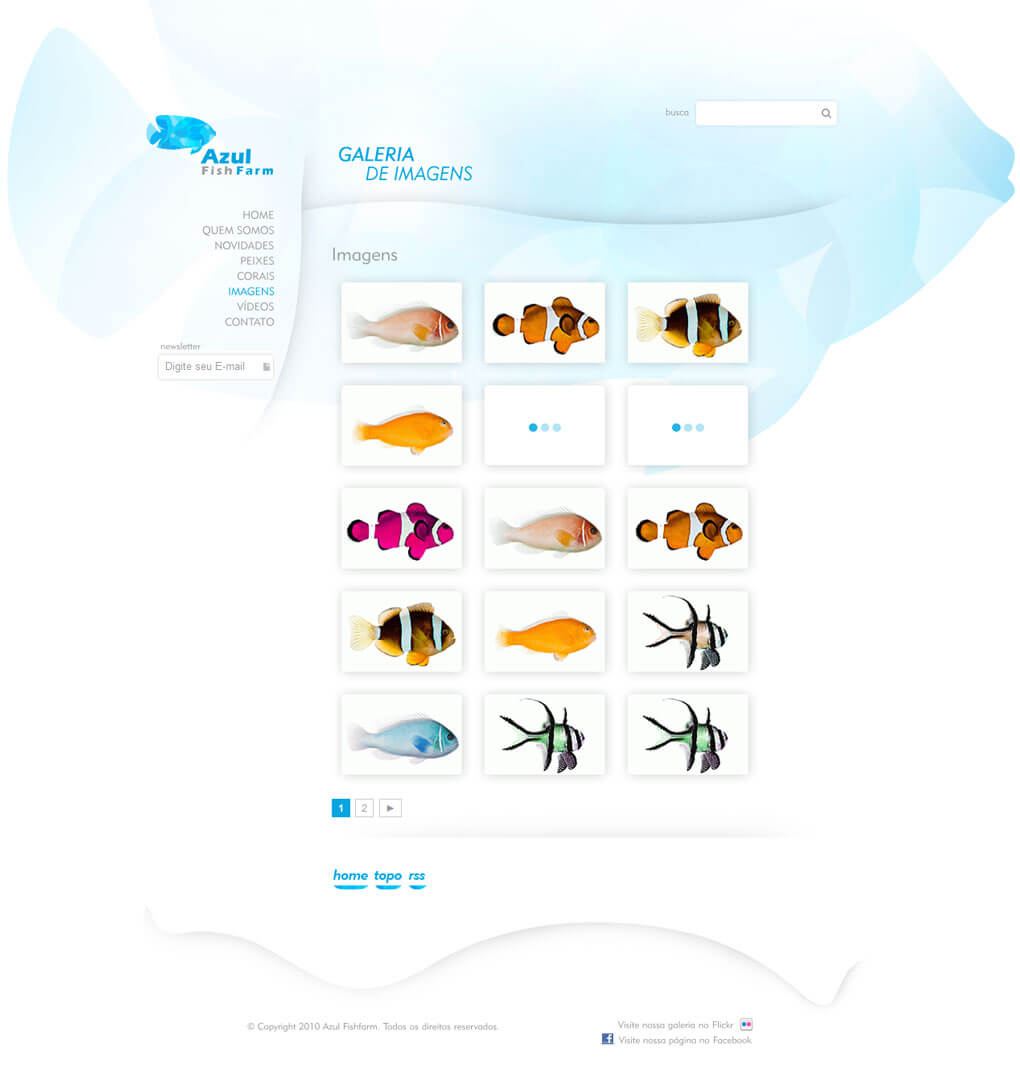 busca
Azul
Fish Farm
GALERIA
DE IMAGENS
HOME
QUEM SOMOS
NOVIDADES
PEIXES
CORAIS
IMAGENS
VÍDEOS
CONTATO
newsletter
Digite seu E-mail
Imagens
1 2
home topo rss
© Copyright 2010 Azul Fishfarm. Todos os direitos reservados.
Visite nossa galeria no Flickr
Visite nossa página no Facebook